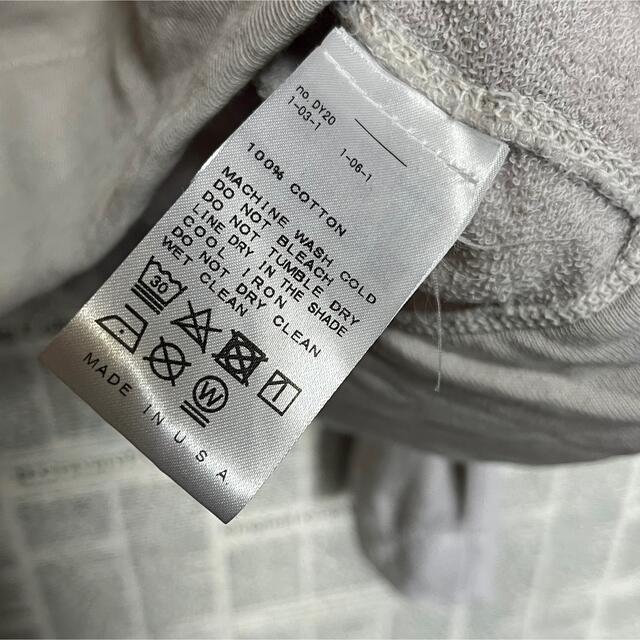 no DY20
1-03-1
1-06-1
100% COTTON
MACHINE WASH COLD
DO NOT BLEACH
DO NOT TUMBLE DRY
LINE DRY IN THE SHADE
COOL IRON
DO NOT DRY CLEAN
WET CLEAN
30
W
MADE IN U.S.A.